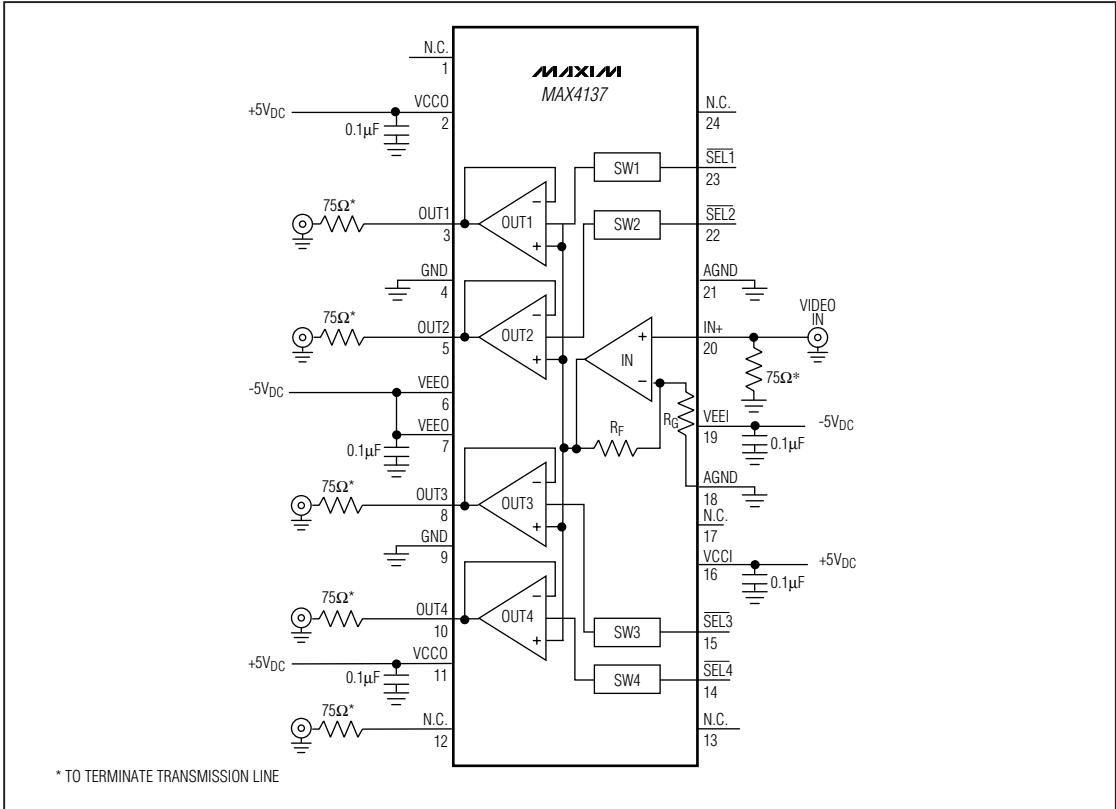 MAXIM
MAX4137
N.C.
1
+5VDC
VCCO
2
0.1µF
75Ω*
OUT1
3
GND
4
75Ω*
OUT2
5
-5VDC
VEEO
6
VEEO
7
0.1µF
75Ω*
OUT3
8
GND
9
75Ω*
OUT4
10
+5VDC
VCCO
11
0.1µF
75Ω*
N.C.
12
OUT1
−
+
OUT2
−
+
OUT3
−
+
OUT4
−
+
SW1
SW2
IN
+
−
RF
RG
SW3
SW4
N.C.
24
SEL1
23
SEL2
22
AGND
21
VIDEO
IN
IN+
20
75Ω*
VEEI
19
-5VDC
0.1µF
AGND
18
N.C.
17
VCCI
16
+5VDC
0.1µF
SEL3
15
SEL4
14
N.C.
13
* TO TERMINATE TRANSMISSION LINE